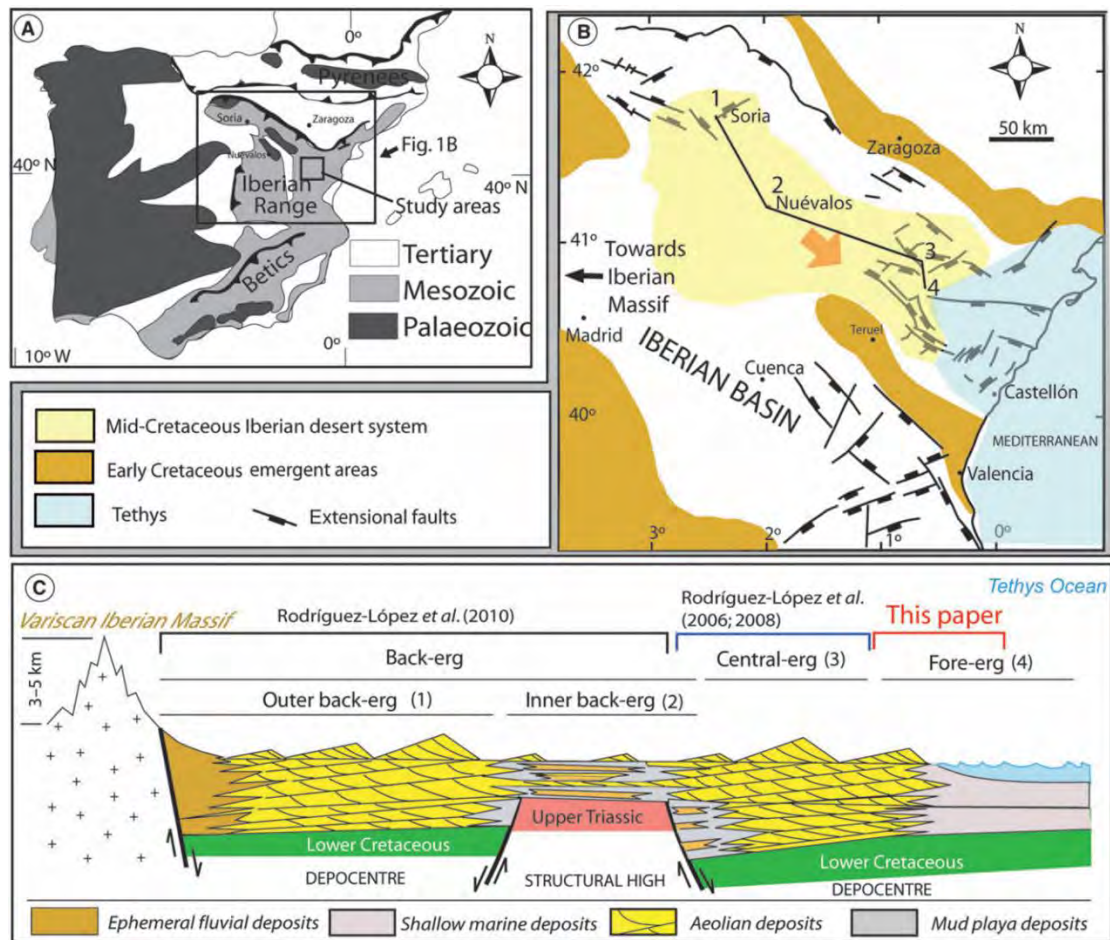 A
0º
N
Pyrenees
Soria
Zaragoza
Nuévalos
Fig. 1B
40º N
40º N
Iberian
Range
Study areas
Betics
Tertiary
Mesozoic
Palaeozoic
10º W
0º
B
N
42º
1
Soria
50 km
Zaragoza
2
Nuévalos
41º
3
Towards
Iberian
Massif
4
Madrid
Teruel
IBERIAN BASIN
Cuenca
Castellón
40º
MEDITERRANEAN
Valencia
3º
2º
1º
0º
Mid-Cretaceous Iberian desert system
Early Cretaceous emergent areas
Tethys
Extensional faults
C
Tethys Ocean
Variscan Iberian Massif
Rodríguez-López et al. (2010)
Rodríguez-López et al.
(2006; 2008)
This paper
3–5 km
Back-erg
Central-erg (3)
Fore-erg (4)
Outer back-erg (1)
Inner back-erg (2)
Upper Triassic
Lower Cretaceous
Lower Cretaceous
DEPOCENTRE
STRUCTURAL HIGH
DEPOCENTRE
Ephemeral fluvial deposits
Shallow marine deposits
Aeolian deposits
Mud playa deposits